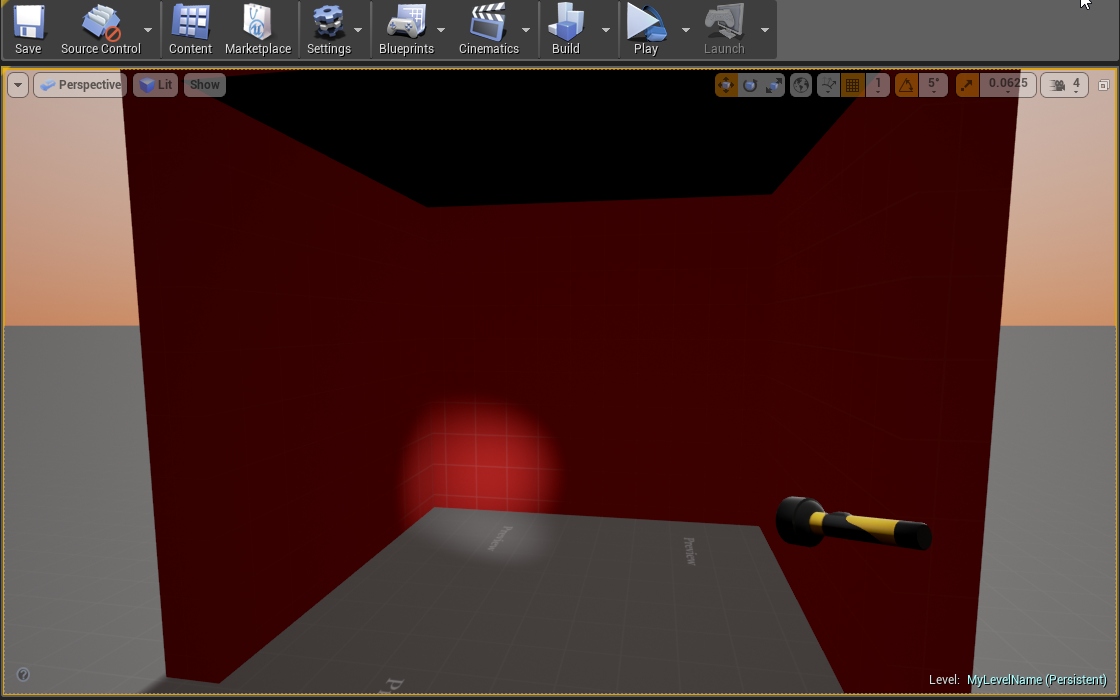 Save Source Control Content Marketplace Settings Blueprints Cinematics Build Play Launch
Perspective Lit Show 1 5° 0.0625 4
Preview Preview
Level: MyLevelName (Persistent)